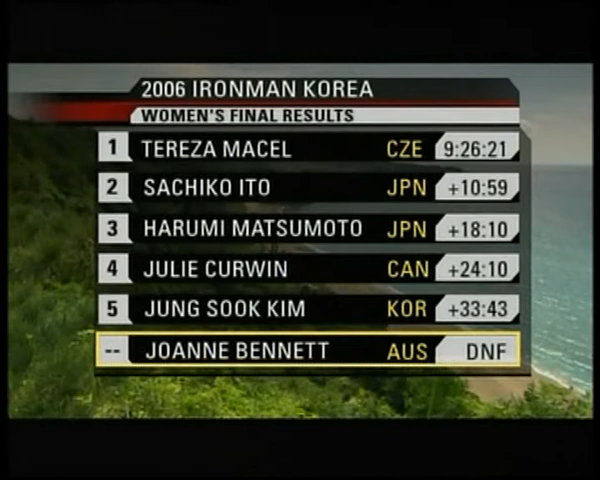 2006 IRONMAN KOREA
WOMEN'S FINAL RESULTS
1 TEREZA MACEL CZE 9:26:21
2 SACHIKO ITO JPN +10:59
3 HARUMI MATSUMOTO JPN +18:10
4 JULIE CURWIN CAN +24:10
5 JUNG SOOK KIM KOR +33:43
-- JOANNE BENNETT AUS DNF